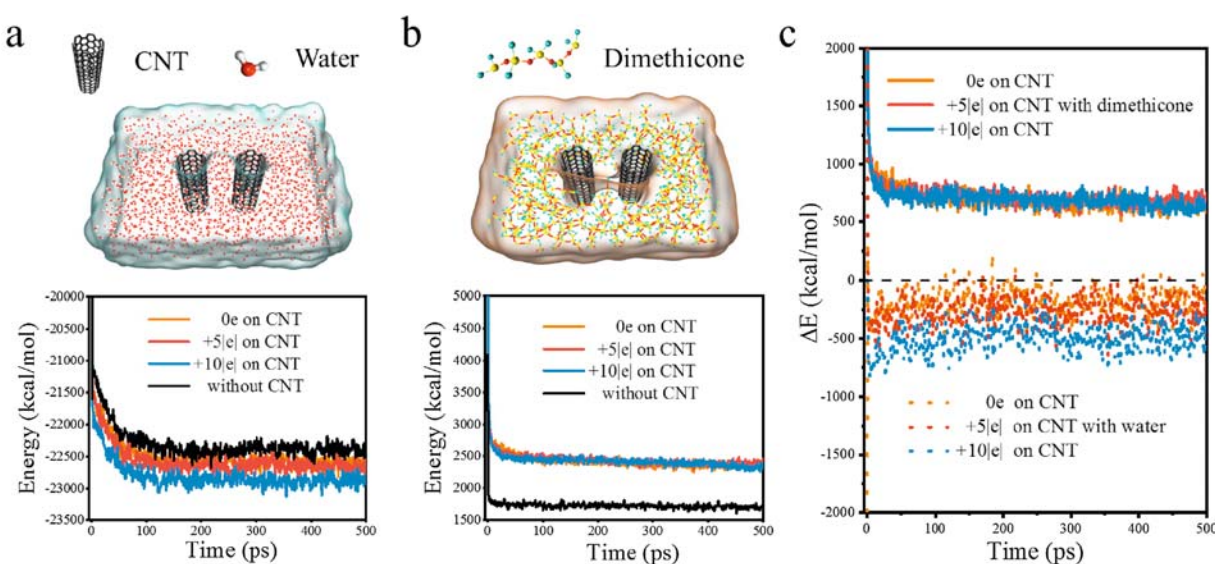 a
CNT
Water
b
Dimethicone
c
-20000
-20500
-21000
-21500
-22000
-22500
-23000
-23500
Energy (kcal/mol)
0e on CNT
+5|e| on CNT
+10|e| on CNT
without CNT
0 100 200 300 400 500
Time (ps)
5000
4500
4000
3500
3000
2500
2000
1500
Energy (kcal/mol)
0e on CNT
+5|e| on CNT
+10|e| on CNT
without CNT
0 100 200 300 400 500
Time (ps)
2000
1500
1000
500
0
-500
-1000
-1500
-2000
ΔE (kcal/mol)
0e on CNT
+5|e| on CNT with dimethicone
+10|e| on CNT
0e on CNT
+5|e| on CNT with water
+10|e| on CNT
0 100 200 300 400 500
Time (ps)